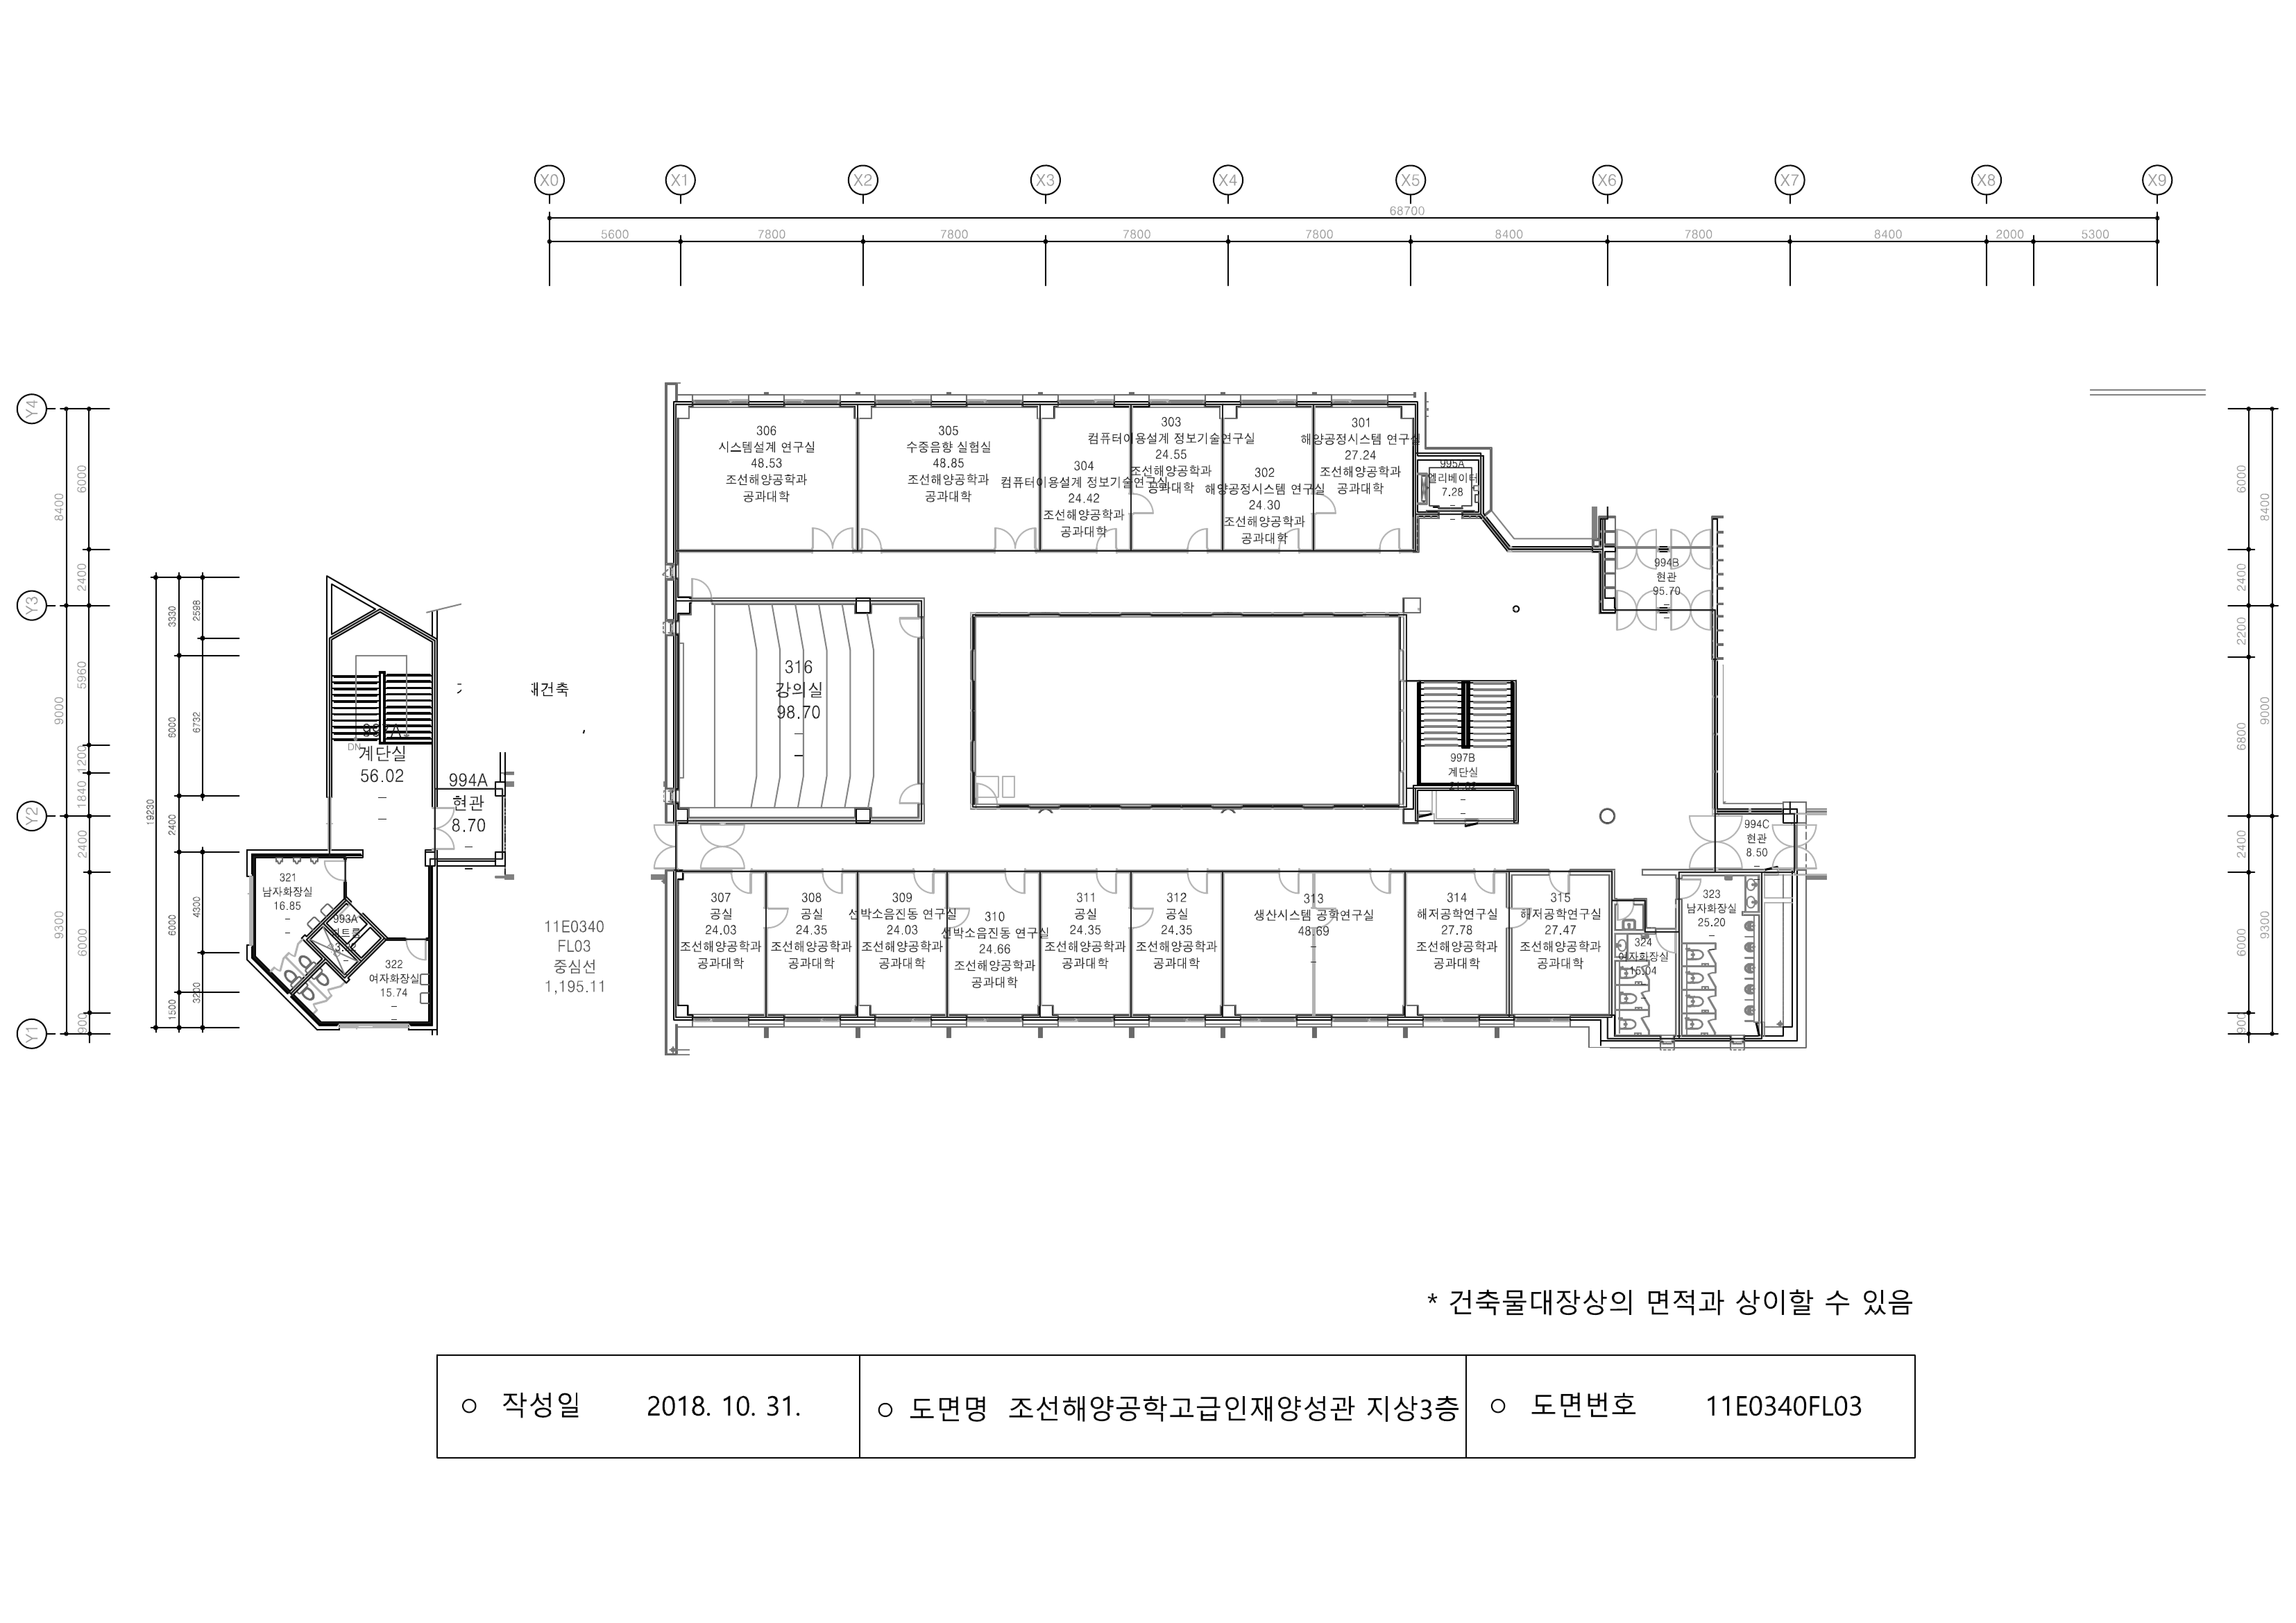 X0 X1 X2 X3 X4 X5 X6 X7 X8 X9
68700
5600 7800 7800 7800 7800 8400 7800 8400 2000 5300
Y4
Y3
Y2
Y1
8400
9000
9300
6000
2400
5960
1200
1840
2400
6000
900
19230
3330
6000
2400
6000
1500
2598
6732
4300
3200
DN
계단실
56.02
994A
현관
8.70
321
남자화장실
16.85
993A
322
여자화장실
15.74
재건축
11E0340
FL03
중심선
1,195.11
306
시스템설계 연구실
48.53
조선해양공학과
공과대학
305
수중음향 실험실
48.85
조선해양공학과
공과대학
304
컴퓨터이용설계 정보기술연구실
24.42
조선해양공학과
공과대학
303
컴퓨터이용설계 정보기술연구실
24.55
조선해양공학과
공과대학
302
해양공정시스템 연구실
24.30
조선해양공학과
공과대학
301
해양공정시스템 연구실
27.24
조선해양공학과
공과대학
995A
엘리베이터
7.28
994B
현관
95.70
316
강의실
98.70
997B
계단실
994C
현관
8.50
307
공실
24.03
조선해양공학과
공과대학
308
공실
24.35
조선해양공학과
공과대학
309
선박소음진동 연구실
24.03
조선해양공학과
공과대학
310
선박소음진동 연구실
24.66
조선해양공학과
공과대학
311
공실
24.35
조선해양공학과
공과대학
312
공실
24.35
조선해양공학과
공과대학
313
생산시스템 공학연구실
48.69
314
해저공학연구실
27.78
조선해양공학과
공과대학
315
해저공학연구실
27.47
조선해양공학과
공과대학
324
여자화장실
15.04
323
남자화장실
25.20
6000
2400
2200
6800
2400
6000
900
8400
9000
9300
* 건축물대장상의 면적과 상이할 수 있음
○ 작성일 2018. 10. 31.
○ 도면명 조선해양공학고급인재양성관 지상3층
○ 도면번호 11E0340FL03